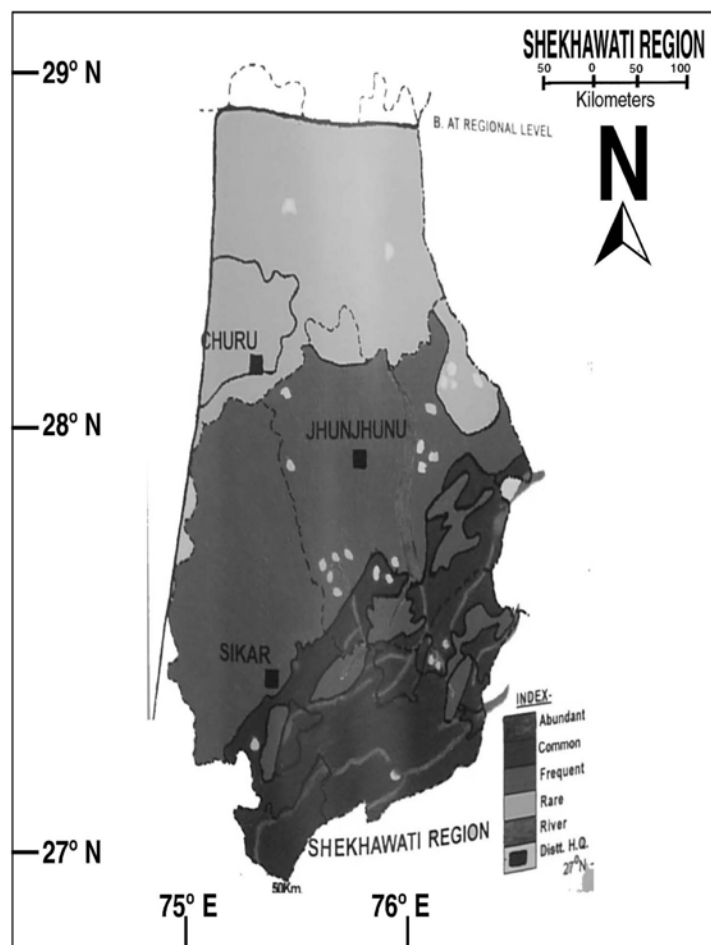 SHEKHAWATI REGION
50 0 50 100
Kilometers
29° N
B. AT REGIONAL LEVEL
N
CHURU
28° N
JHUNJHUNU
SIKAR
INDEX-
Abundant
Common
Frequent
Rare
River
Distt. H.Q.
SHEKHAWATI REGION
27° N
27°N
50Km.
75° E 76° E